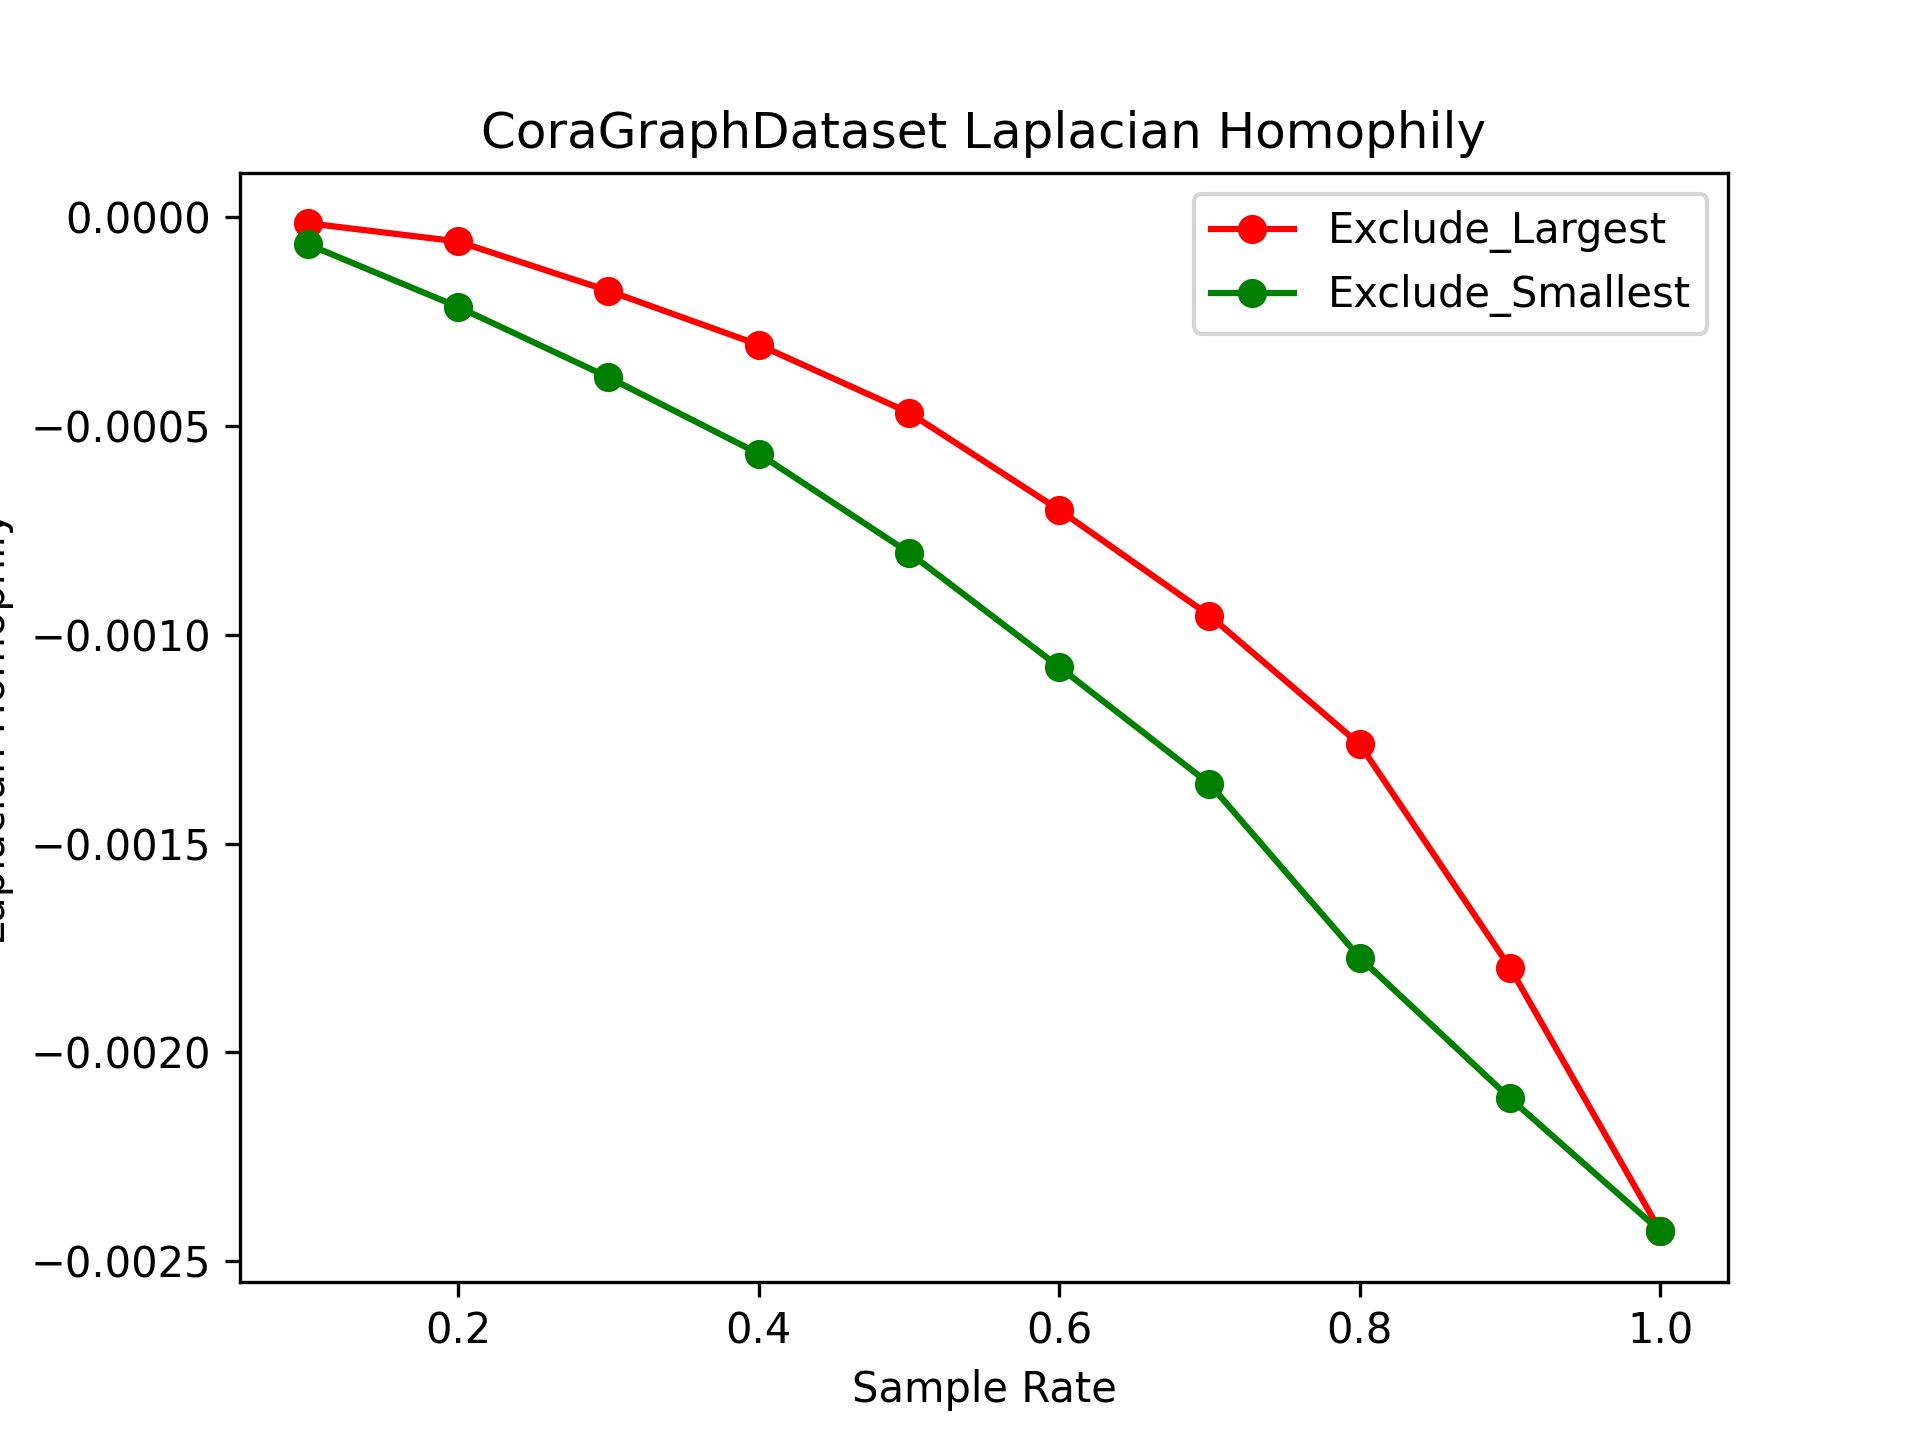 CoraGraphDataset Laplacian Homophily
Exclude_Largest
Exclude_Smallest
0.0000
−0.0005
−0.0010
−0.0015
−0.0020
−0.0025
0.2 0.4 0.6 0.8 1.0
Sample Rate